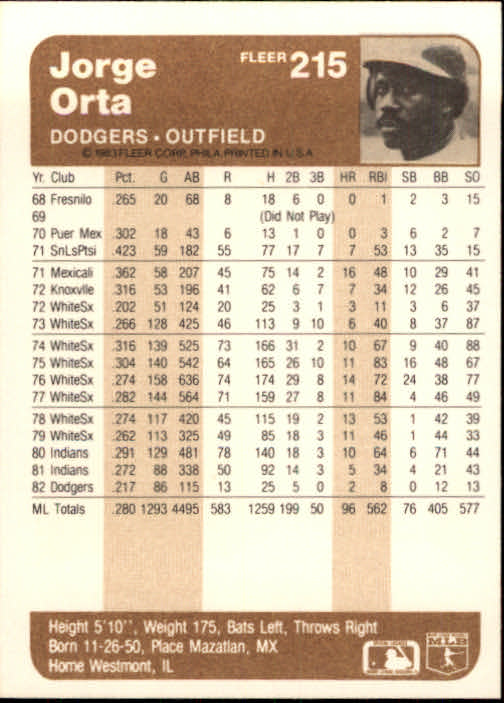 Jorge
Orta
FLEER 215
DODGERS • OUTFIELD
© 1983 FLEER CORP. PHILA. PRINTED IN U.S.A.
Yr. Club Pct. G AB R H 2B 3B HR RBI SB BB SO
68 Fresnilo .265 20 68 8 18 6 0 0 1 2 3 15
69 (Did Not Play)
70 Puer Mex .302 18 43 6 13 1 0 0 3 6 2 7
71 SnLsPtsi .423 59 182 55 77 17 7 7 53 13 35 15
71 Mexicali .362 58 207 45 75 14 2 16 48 10 29 41
72 Knoxvlle .316 53 196 41 62 6 7 7 34 12 26 45
72 WhiteSx .202 51 124 20 25 3 1 3 11 3 6 37
73 WhiteSx .266 128 425 46 113 9 10 6 40 8 37 87
74 WhiteSx .316 139 525 73 166 31 2 10 67 9 40 88
75 WhiteSx .304 140 542 64 165 26 10 11 83 16 48 67
76 WhiteSx .274 158 636 74 174 29 8 14 72 24 38 77
77 WhiteSx .282 144 564 71 159 27 8 11 84 4 46 49
78 WhiteSx .274 117 420 45 115 19 2 13 53 1 42 39
79 WhiteSx .262 113 325 49 85 18 3 11 46 1 44 33
80 Indians .291 129 481 78 140 18 3 10 64 6 71 44
81 Indians .272 88 338 50 92 14 3 5 34 4 21 43
82 Dodgers .217 86 115 13 25 5 0 2 8 0 12 13
ML Totals .280 1293 4495 583 1259 199 50 96 562 76 405 577
Height 5'10'', Weight 175, Bats Left, Throws Right
Born 11-26-50, Place Mazatlan, MX
Home Westmont, IL
MLB